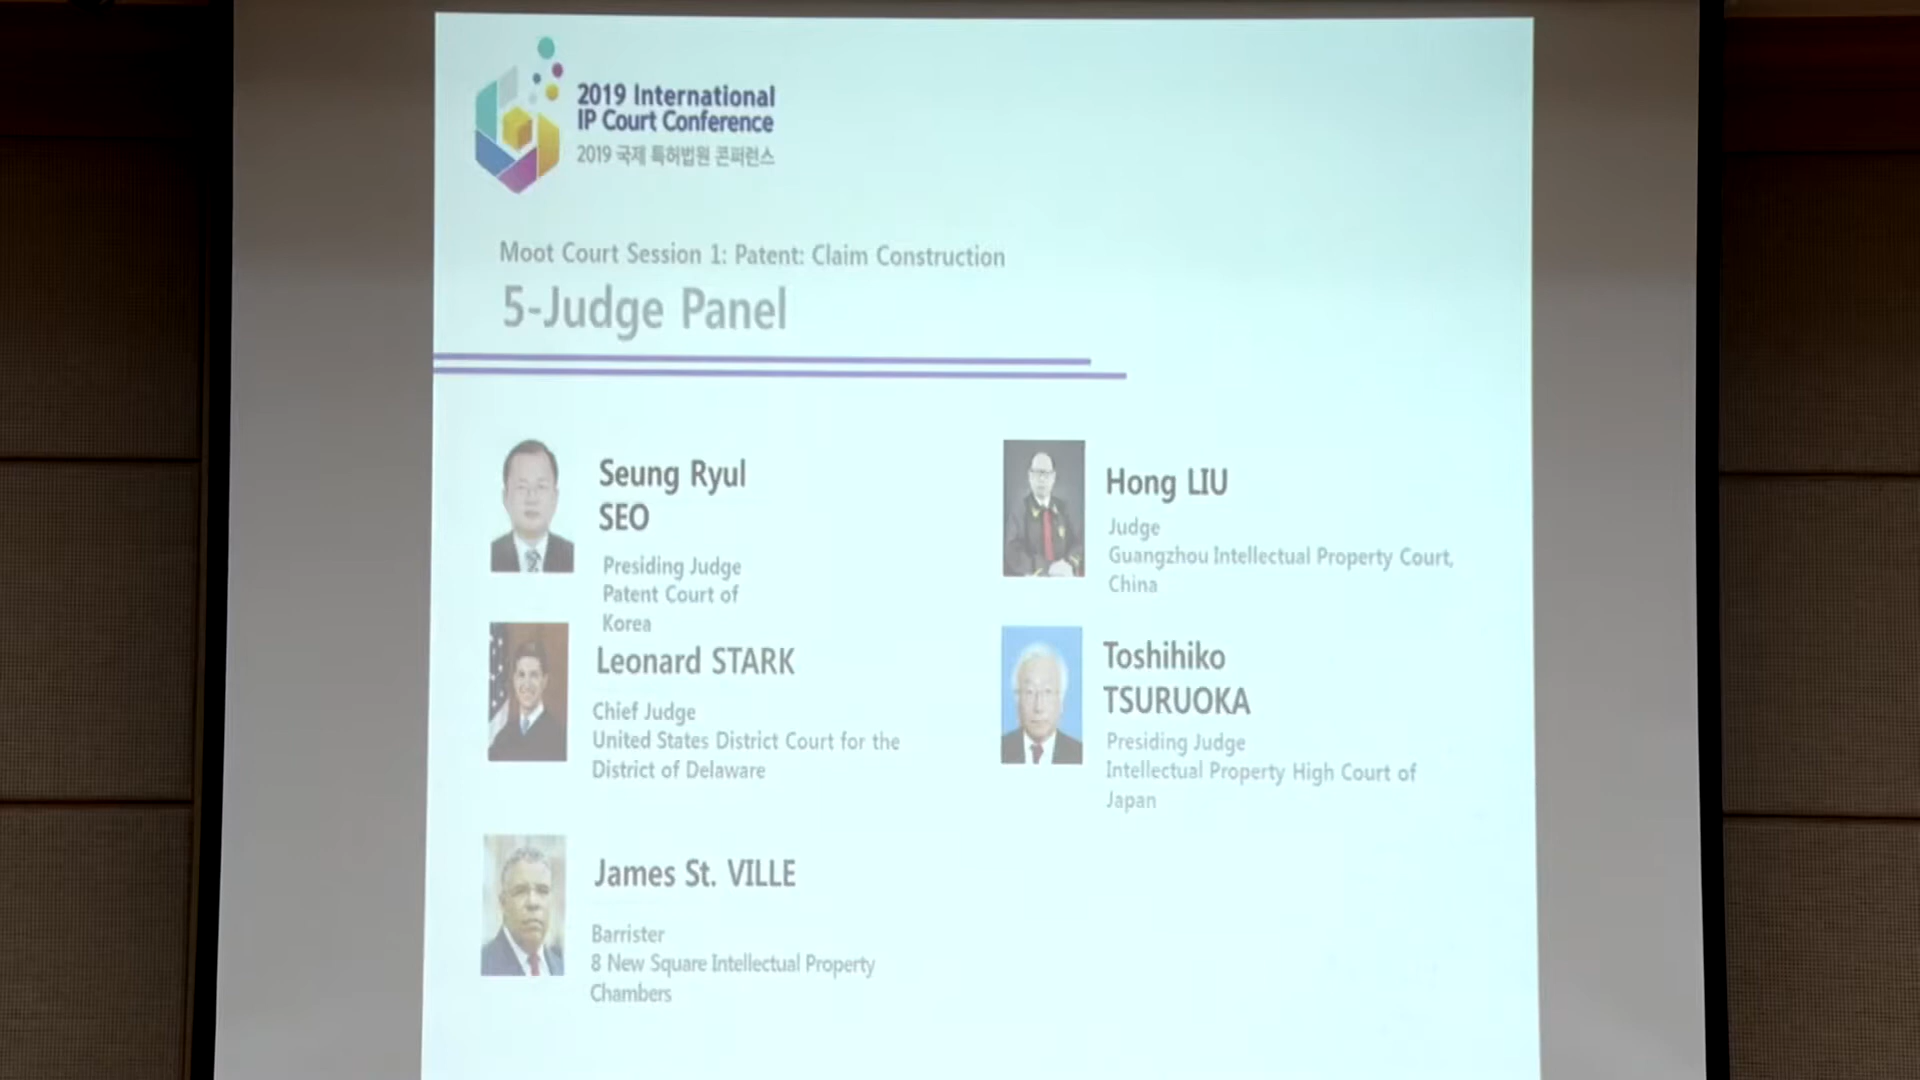 2019 International
IP Court Conference
2019 국제 특허법원 콘퍼런스
Moot Court Session 1: Patent: Claim Construction
5-Judge Panel
Seung Ryul
SEO
Presiding Judge
Patent Court of
Korea
Hong LIU
Judge
Guangzhou Intellectual Property Court,
China
Leonard STARK
Chief Judge
United States District Court for the
District of Delaware
Toshihiko
TSURUOKA
Presiding Judge
Intellectual Property High Court of
Japan
James St. VILLE
Barrister
8 New Square Intellectual Property
Chambers